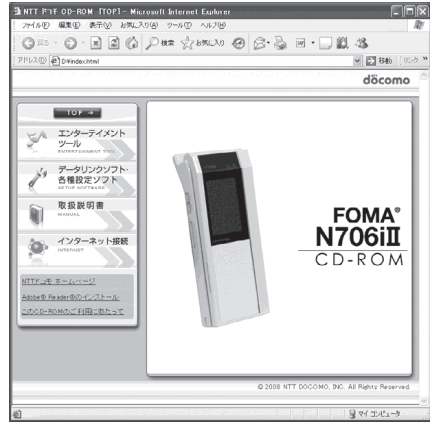 NTT ドコモ CD-ROM -[TOP]- Microsoft Internet Explorer
ファイル(F) 編集(E) 表示(V) お気に入り(A) ツール(T) ヘルプ(H)
戻る 検索 お気に入り
アドレス(D) D:¥index.html 移動 リンク »
döcomo
TOP
エンターテイメント
ツール
ENTERTAINMENT TOOL
データリンクソフト・
各種設定ソフト
SETUP SOFTWARE
取扱説明書
MANUAL
インターネット接続
INTERNET
NTTドコモ ホームページ
Adobe® Reader®のインストール
このCD-ROMのご利用にあたって
FOMA®
N706iII
CD-ROM
© 2008 NTT DOCOMO, INC. All Rights Reserved.
マイ コンピュータ